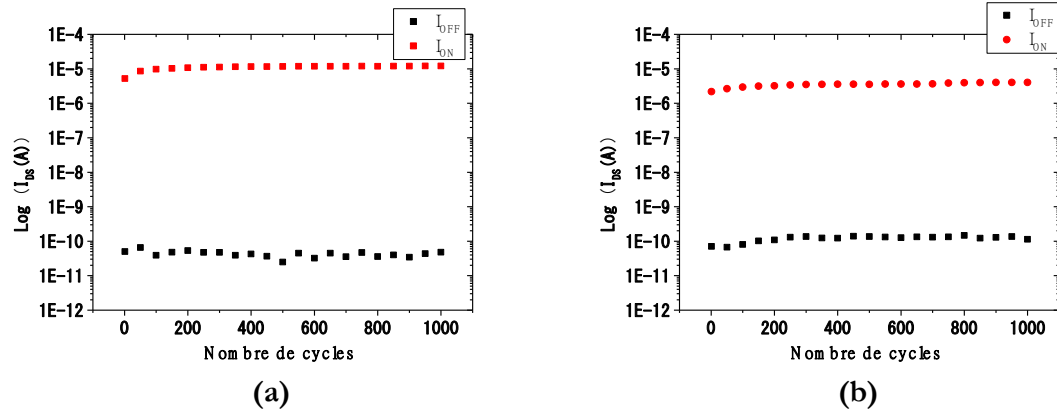 I_OFF
I_ON
1E-4
1E-5
1E-6
1E-7
1E-8
1E-9
1E-10
1E-11
1E-12
Log (I_DS(A))
0 200 400 600 800 1000
Nombre de cycles
(a)
I_OFF
I_ON
1E-4
1E-5
1E-6
1E-7
1E-8
1E-9
1E-10
1E-11
1E-12
Log (I_DS(A))
0 200 400 600 800 1000
Nombre de cycles
(b)